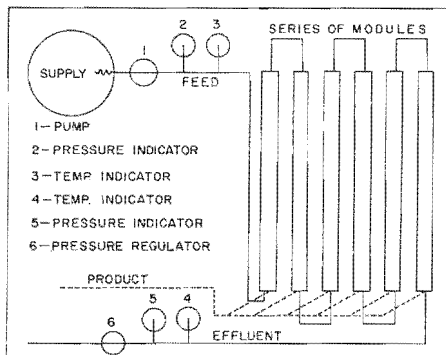 2 3 SERIES OF MODULES
1
SUPPLY
FEED
1-PUMP
2-PRESSURE INDICATOR
3-TEMP INDICATOR
4-TEMP. INDICATOR
5-PRESSURE INDICATOR
6-PRESSURE REGULATOR
PRODUCT
5 4
6 EFFLUENT